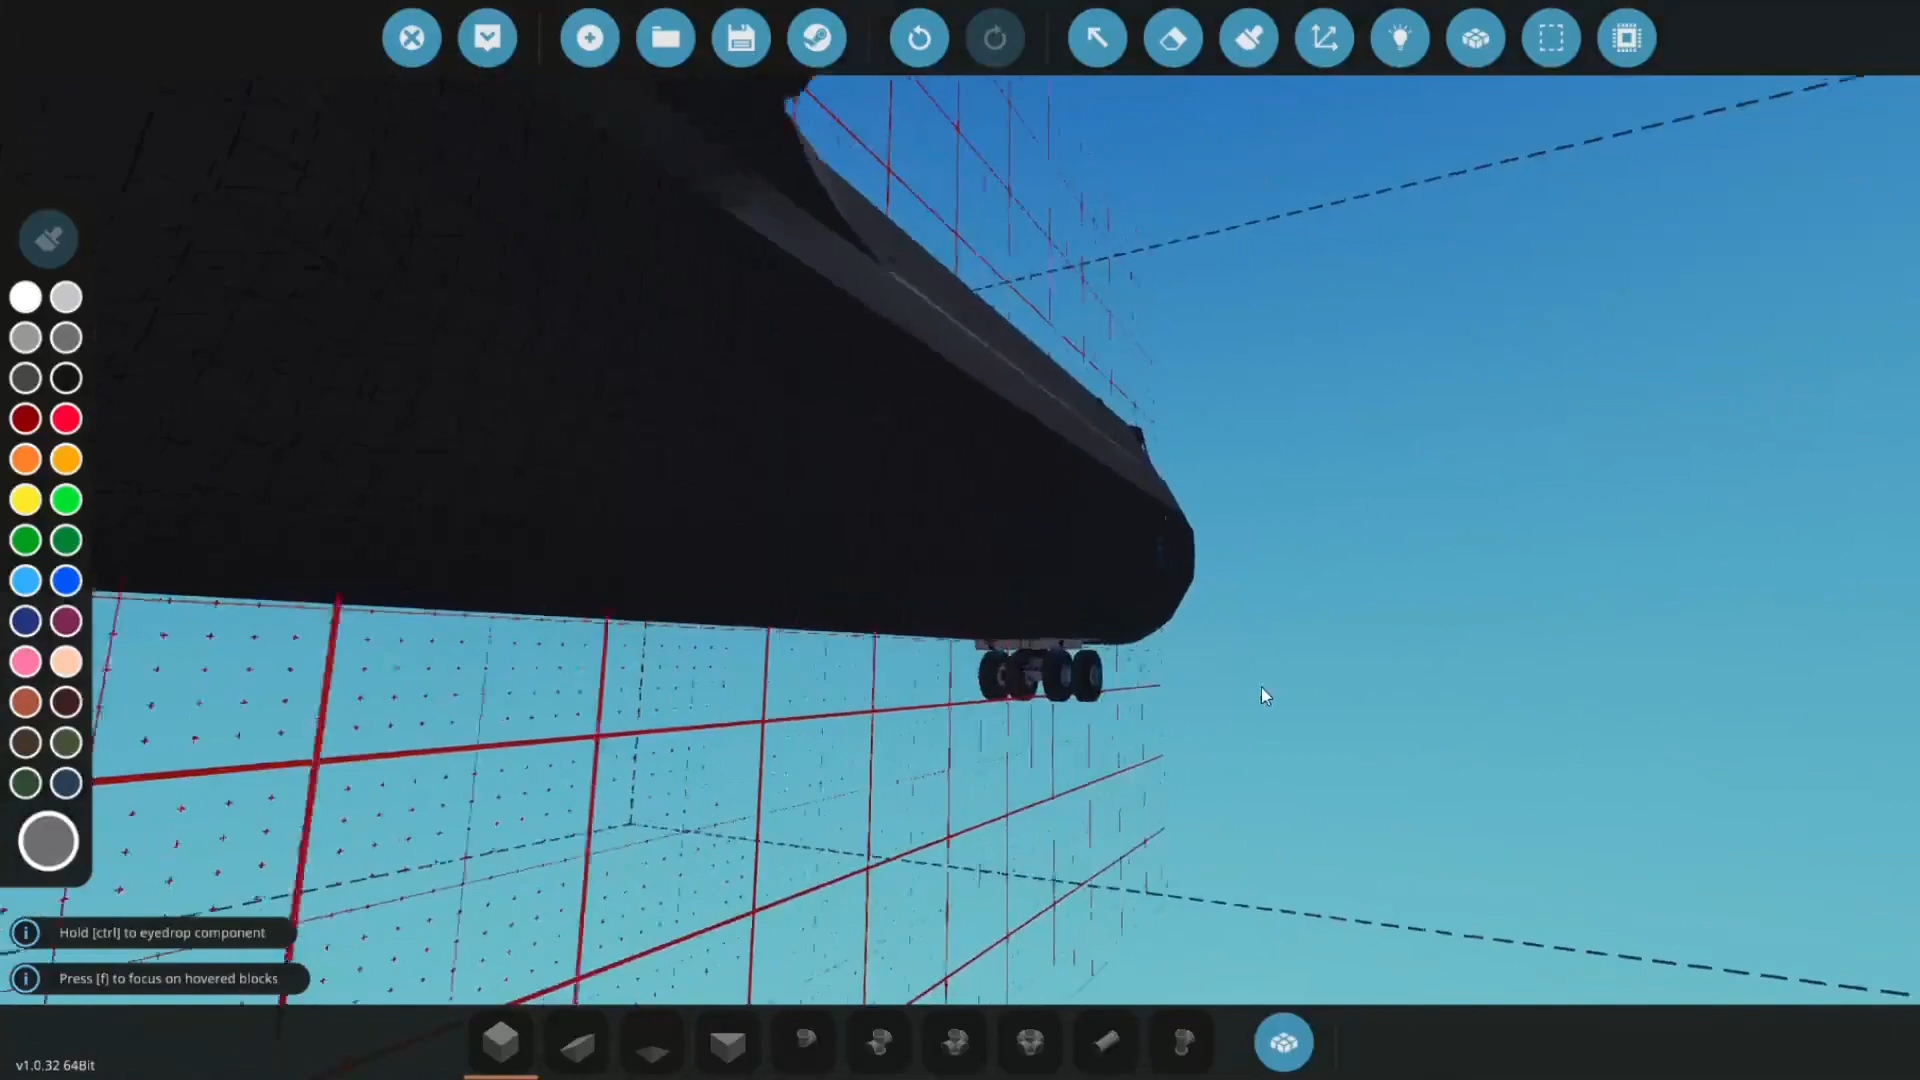 Hold [ctrl] to eyedrop component
Press [f] to focus on hovered blocks
v1.0.32 64Bit